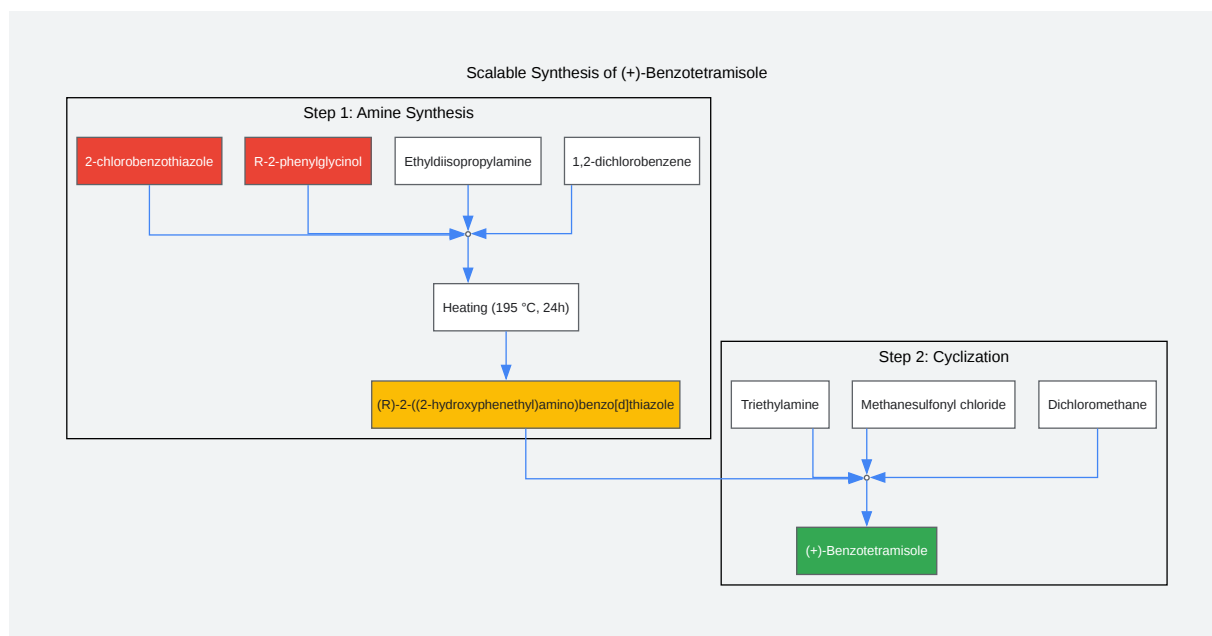 Scalable Synthesis of (+)-Benzotetramisole
Step 1: Amine Synthesis
2-chlorobenzothiazole
R-2-phenylglycinol
Ethyldiisopropylamine
1,2-dichlorobenzene
Heating (195 °C, 24h)
(R)-2-((2-hydroxyphenethyl)amino)benzo[d]thiazole
Step 2: Cyclization
Triethylamine
Methanesulfonyl chloride
Dichloromethane
(+)-Benzotetramisole